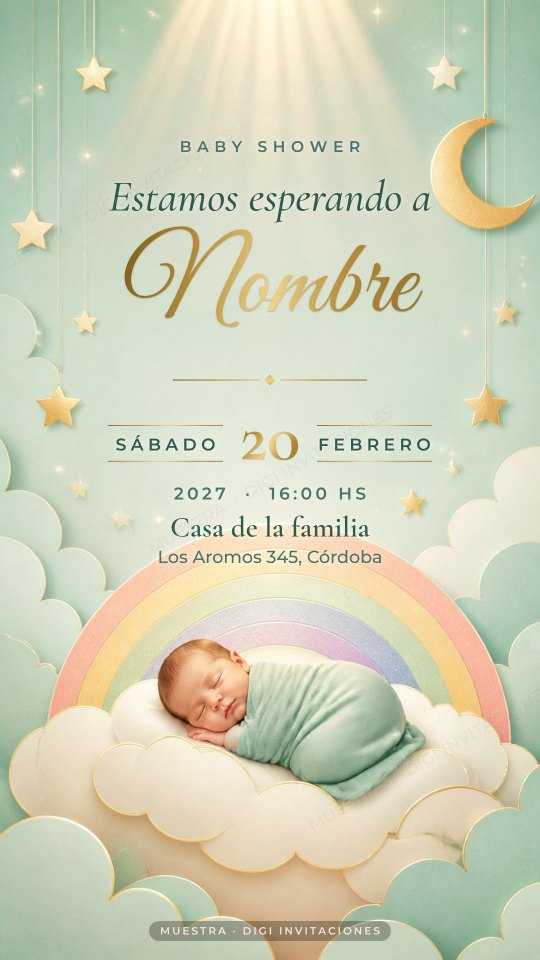 BABY SHOWER
Estamos esperando a
Nombre
SÁBADO 20 FEBRERO
2027 · 16:00 HS
Casa de la familia
Los Aromos 345, Córdoba
MUESTRA · DIGI INVITACIONES